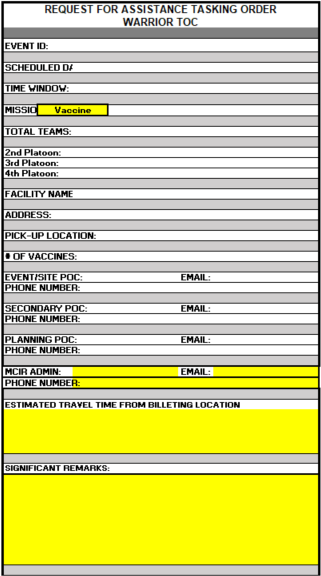 REQUEST FOR ASSISTANCE TASKING ORDER
WARRIOR TOC
EVENT ID:
SCHEDULED DA
TIME WINDOW:
MISSIO Vaccine
TOTAL TEAMS:
2nd Platoon:
3rd Platoon:
4th Platoon:
FACILITY NAME
ADDRESS:
PICK-UP LOCATION:
# OF VACCINES:
EVENT/SITE POC: EMAIL:
PHONE NUMBER:
SECONDARY POC: EMAIL:
PHONE NUMBER:
PLANNING POC: EMAIL:
PHONE NUMBER:
MCIR ADMIN: EMAIL:
PHONE NUMBER:
ESTIMATED TRAVEL TIME FROM BILLETING LOCATION
SIGNIFICANT REMARKS: